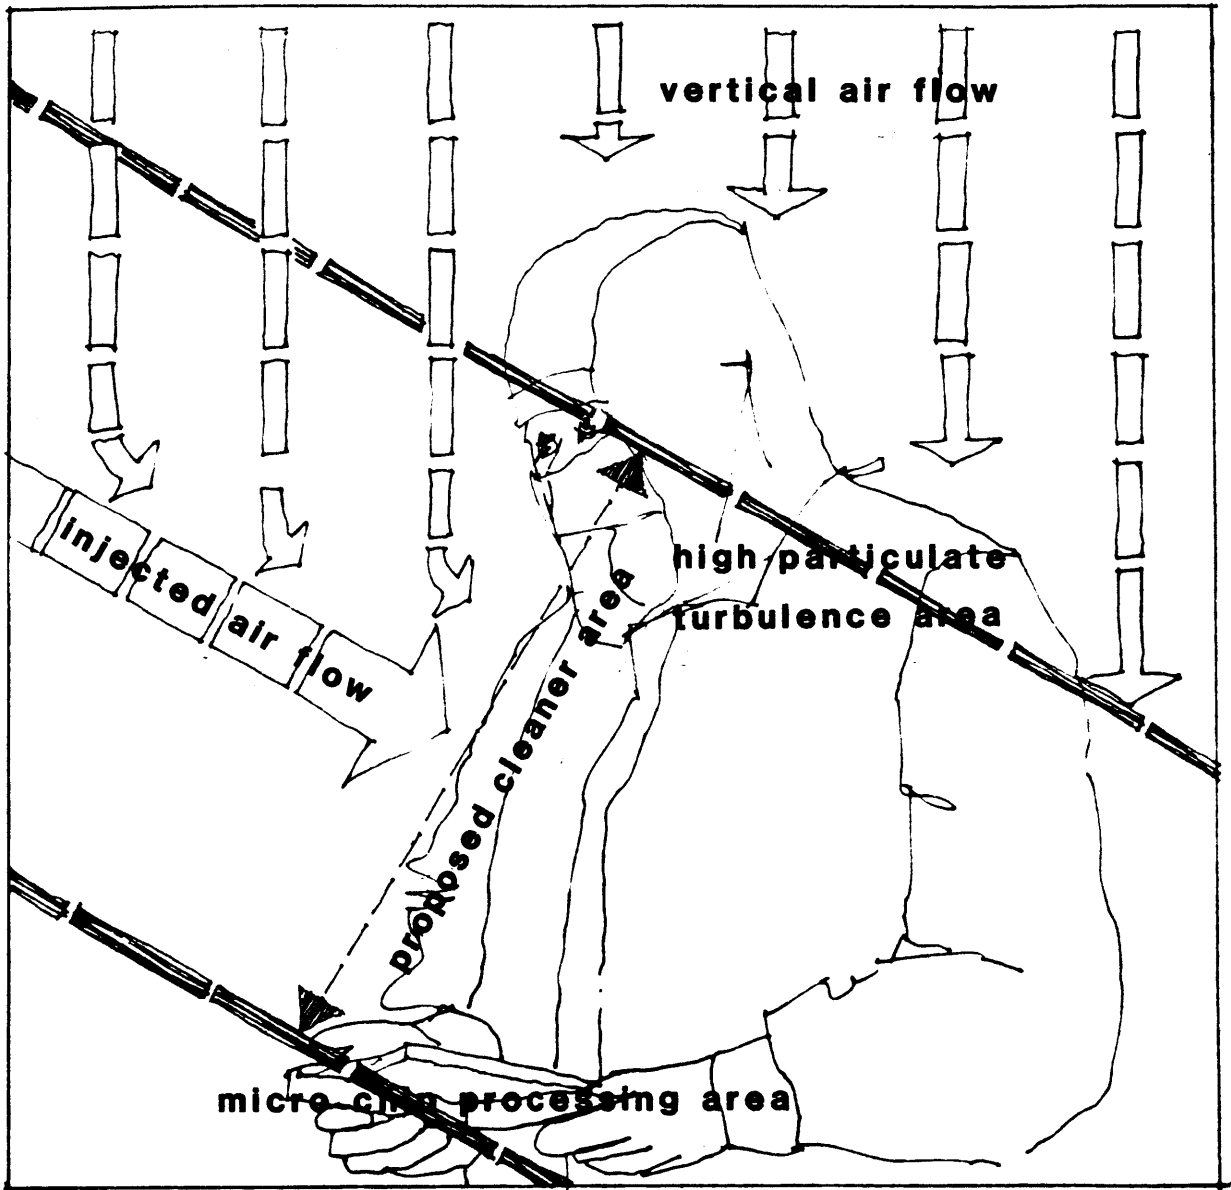 vertical air flow
injected air flow
high particulate
turbulence area
proposed cleaner area
micro chip processing area